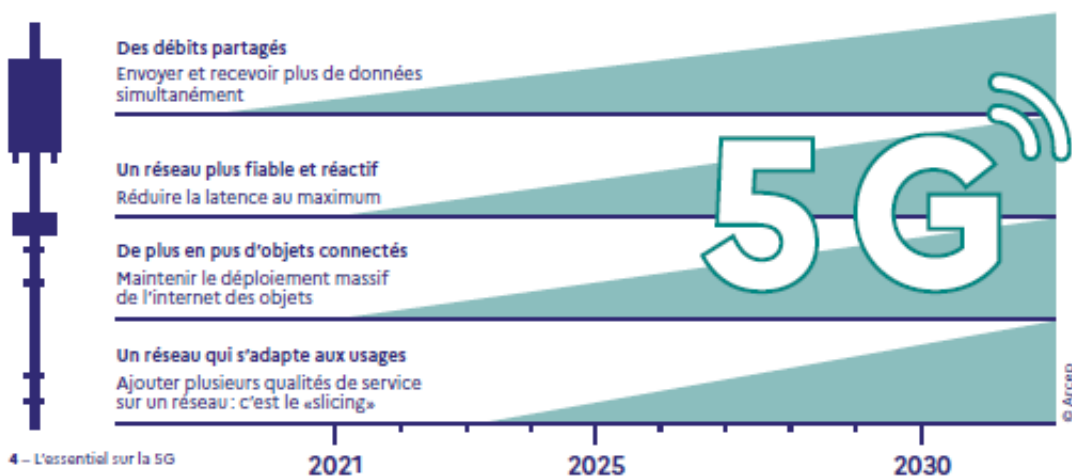 Des débits partagés
Envoyer et recevoir plus de données
simultanément
Un réseau plus fiable et réactif
Réduire la latence au maximum
De plus en pus d'objets connectés
Maintenir le déploiement massif
de l'internet des objets
Un réseau qui s'adapte aux usages
Ajouter plusieurs qualités de service
sur un réseau : c'est le «slicing»
5G
© Arcep
2021
2025
2030
4 – L'essentiel sur la 5G